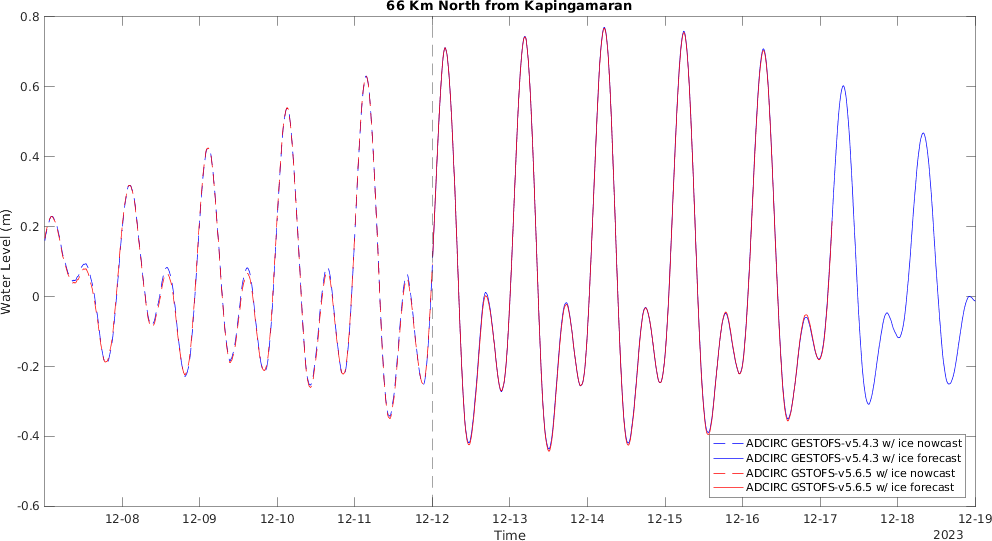 66 Km North from Kapingamaran
0.8
0.6
0.4
0.2
0
-0.2
-0.4
-0.6
Water Level (m)
ADCIRC GESTOFS-v5.4.3 w/ ice nowcast
ADCIRC GESTOFS-v5.4.3 w/ ice forecast
ADCIRC GSTOFS-v5.6.5 w/ ice nowcast
ADCIRC GSTOFS-v5.6.5 w/ ice forecast
12-08 12-09 12-10 12-11 12-12 12-13 12-14 12-15 12-16 12-17 12-18 12-19
Time
2023